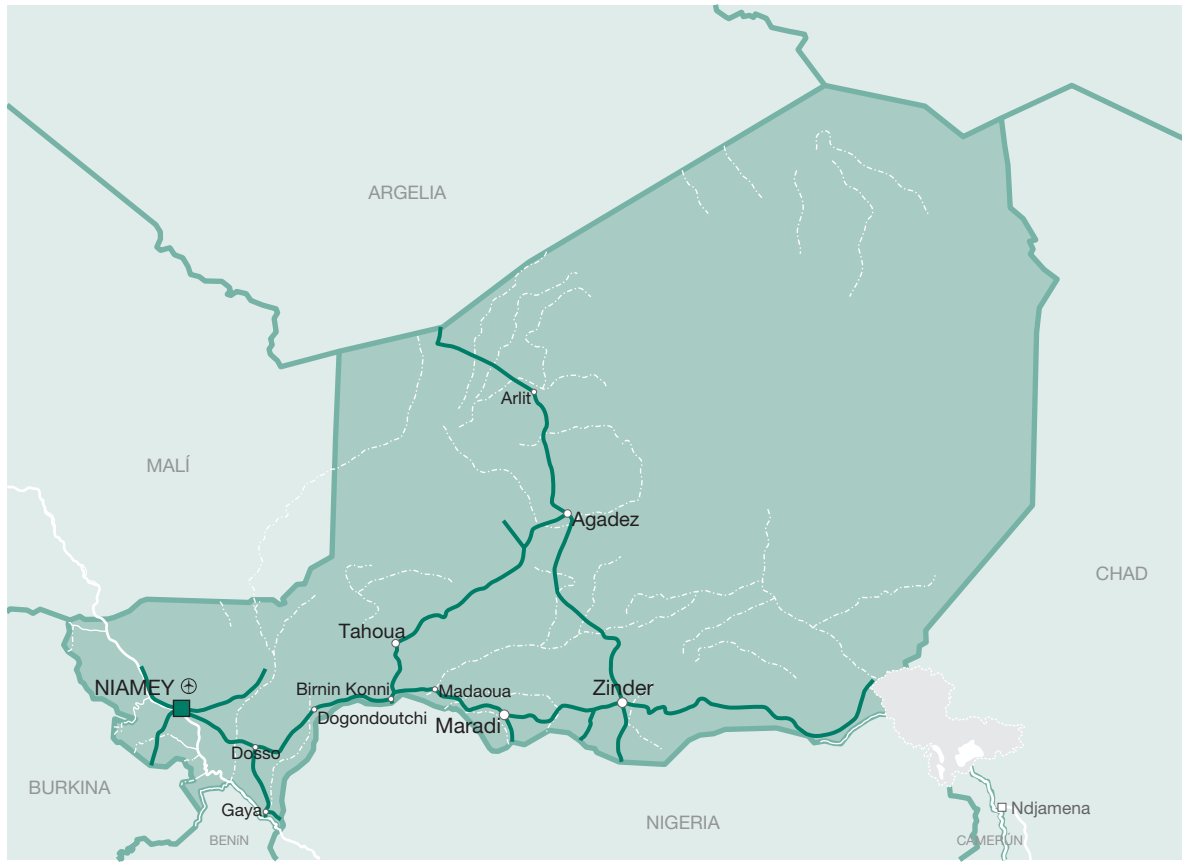 ARGELIA
Arlit
MALÍ
Agadez
CHAD
Tahoua
NIAMEY
Birnin Konni
Madaoua
Zinder
Dogondoutchi
Maradi
Dosso
BURKINA
Gaya
Ndjamena
NIGERIA
BENíN
CAMERÚN